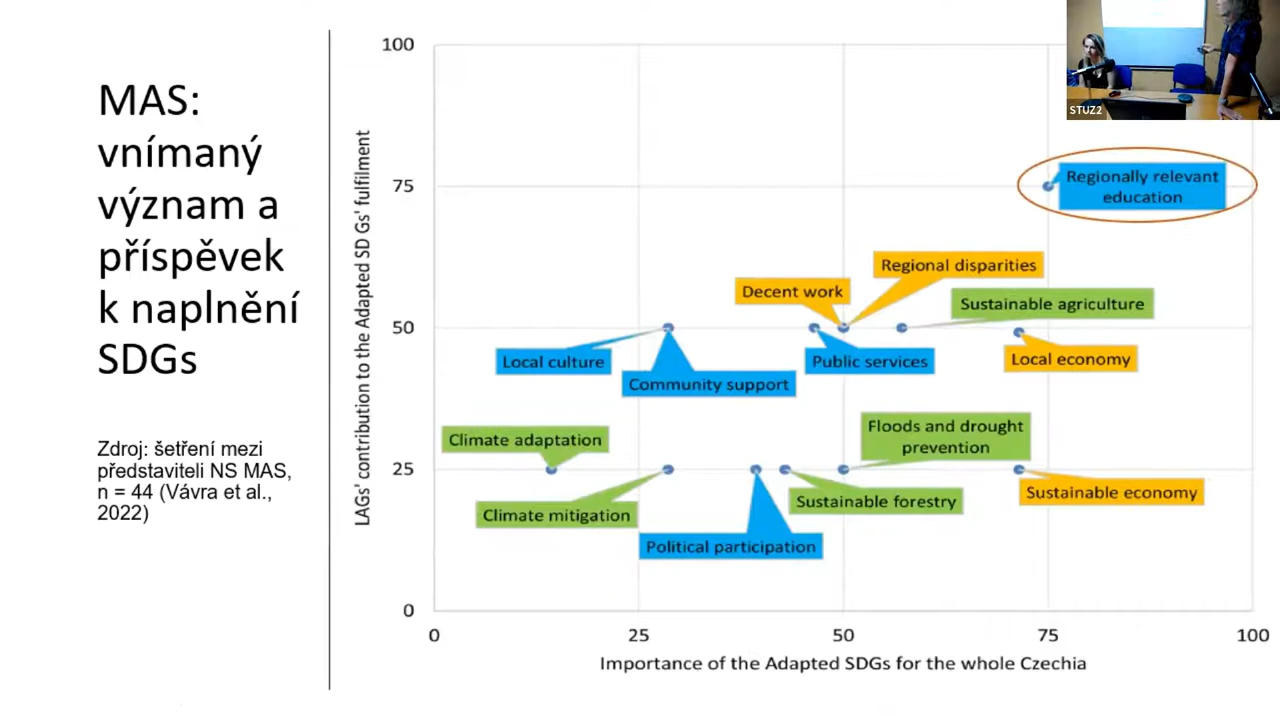 MAS:
vnímaný
význam a
příspěvek
k naplnění
SDGs
Zdroj: šetření mezi
představiteli NS MAS,
n = 44 (Vávra et al.,
2022)
LAGs' contribution to the Adapted SD Gs' fulfilment
100
75
50
25
0
STUZ2
Regionally relevant
education
Regional disparities
Decent work
Sustainable agriculture
Local culture
Public services
Local economy
Community support
Floods and drought
prevention
Climate adaptation
Sustainable economy
Sustainable forestry
Climate mitigation
Political participation
0
25
50
75
100
Importance of the Adapted SDGs for the whole Czechia